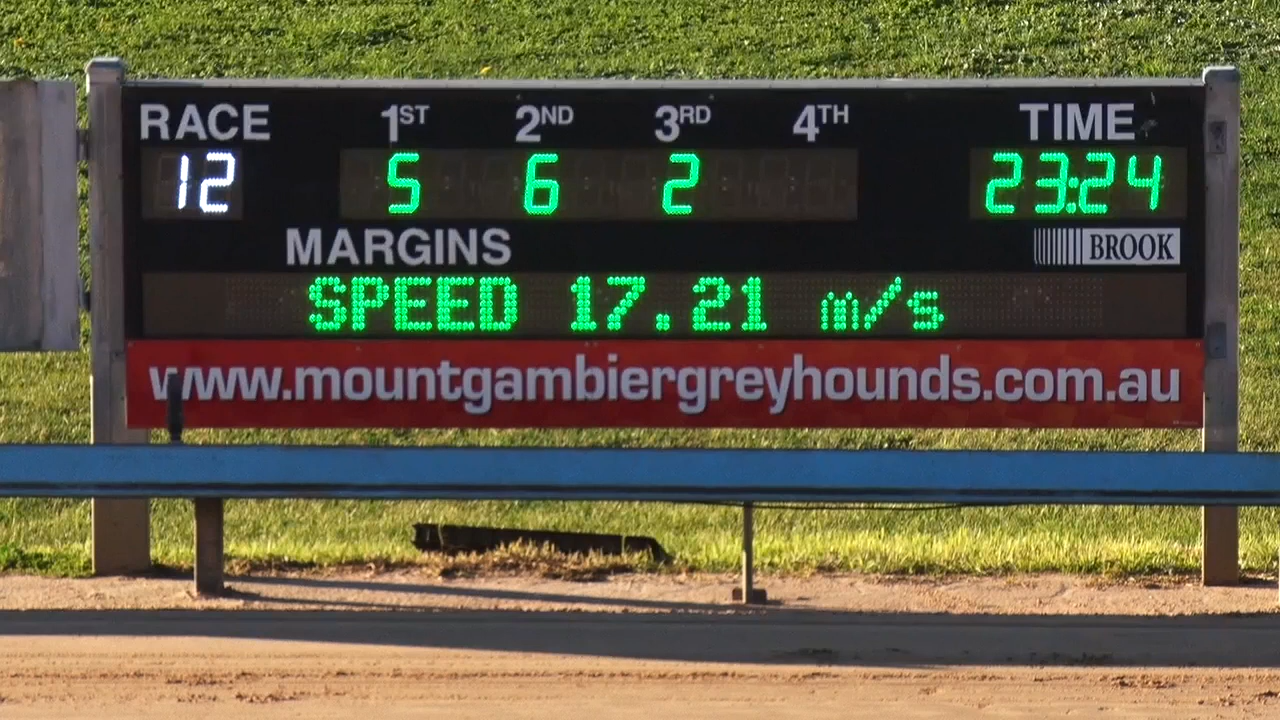 RACE 1ST 2ND 3RD 4TH TIME
12 5 6 2 23:24
MARGINS BROOK
SPEED 17.21 m/s
www.mountgambiergreyhounds.com.au